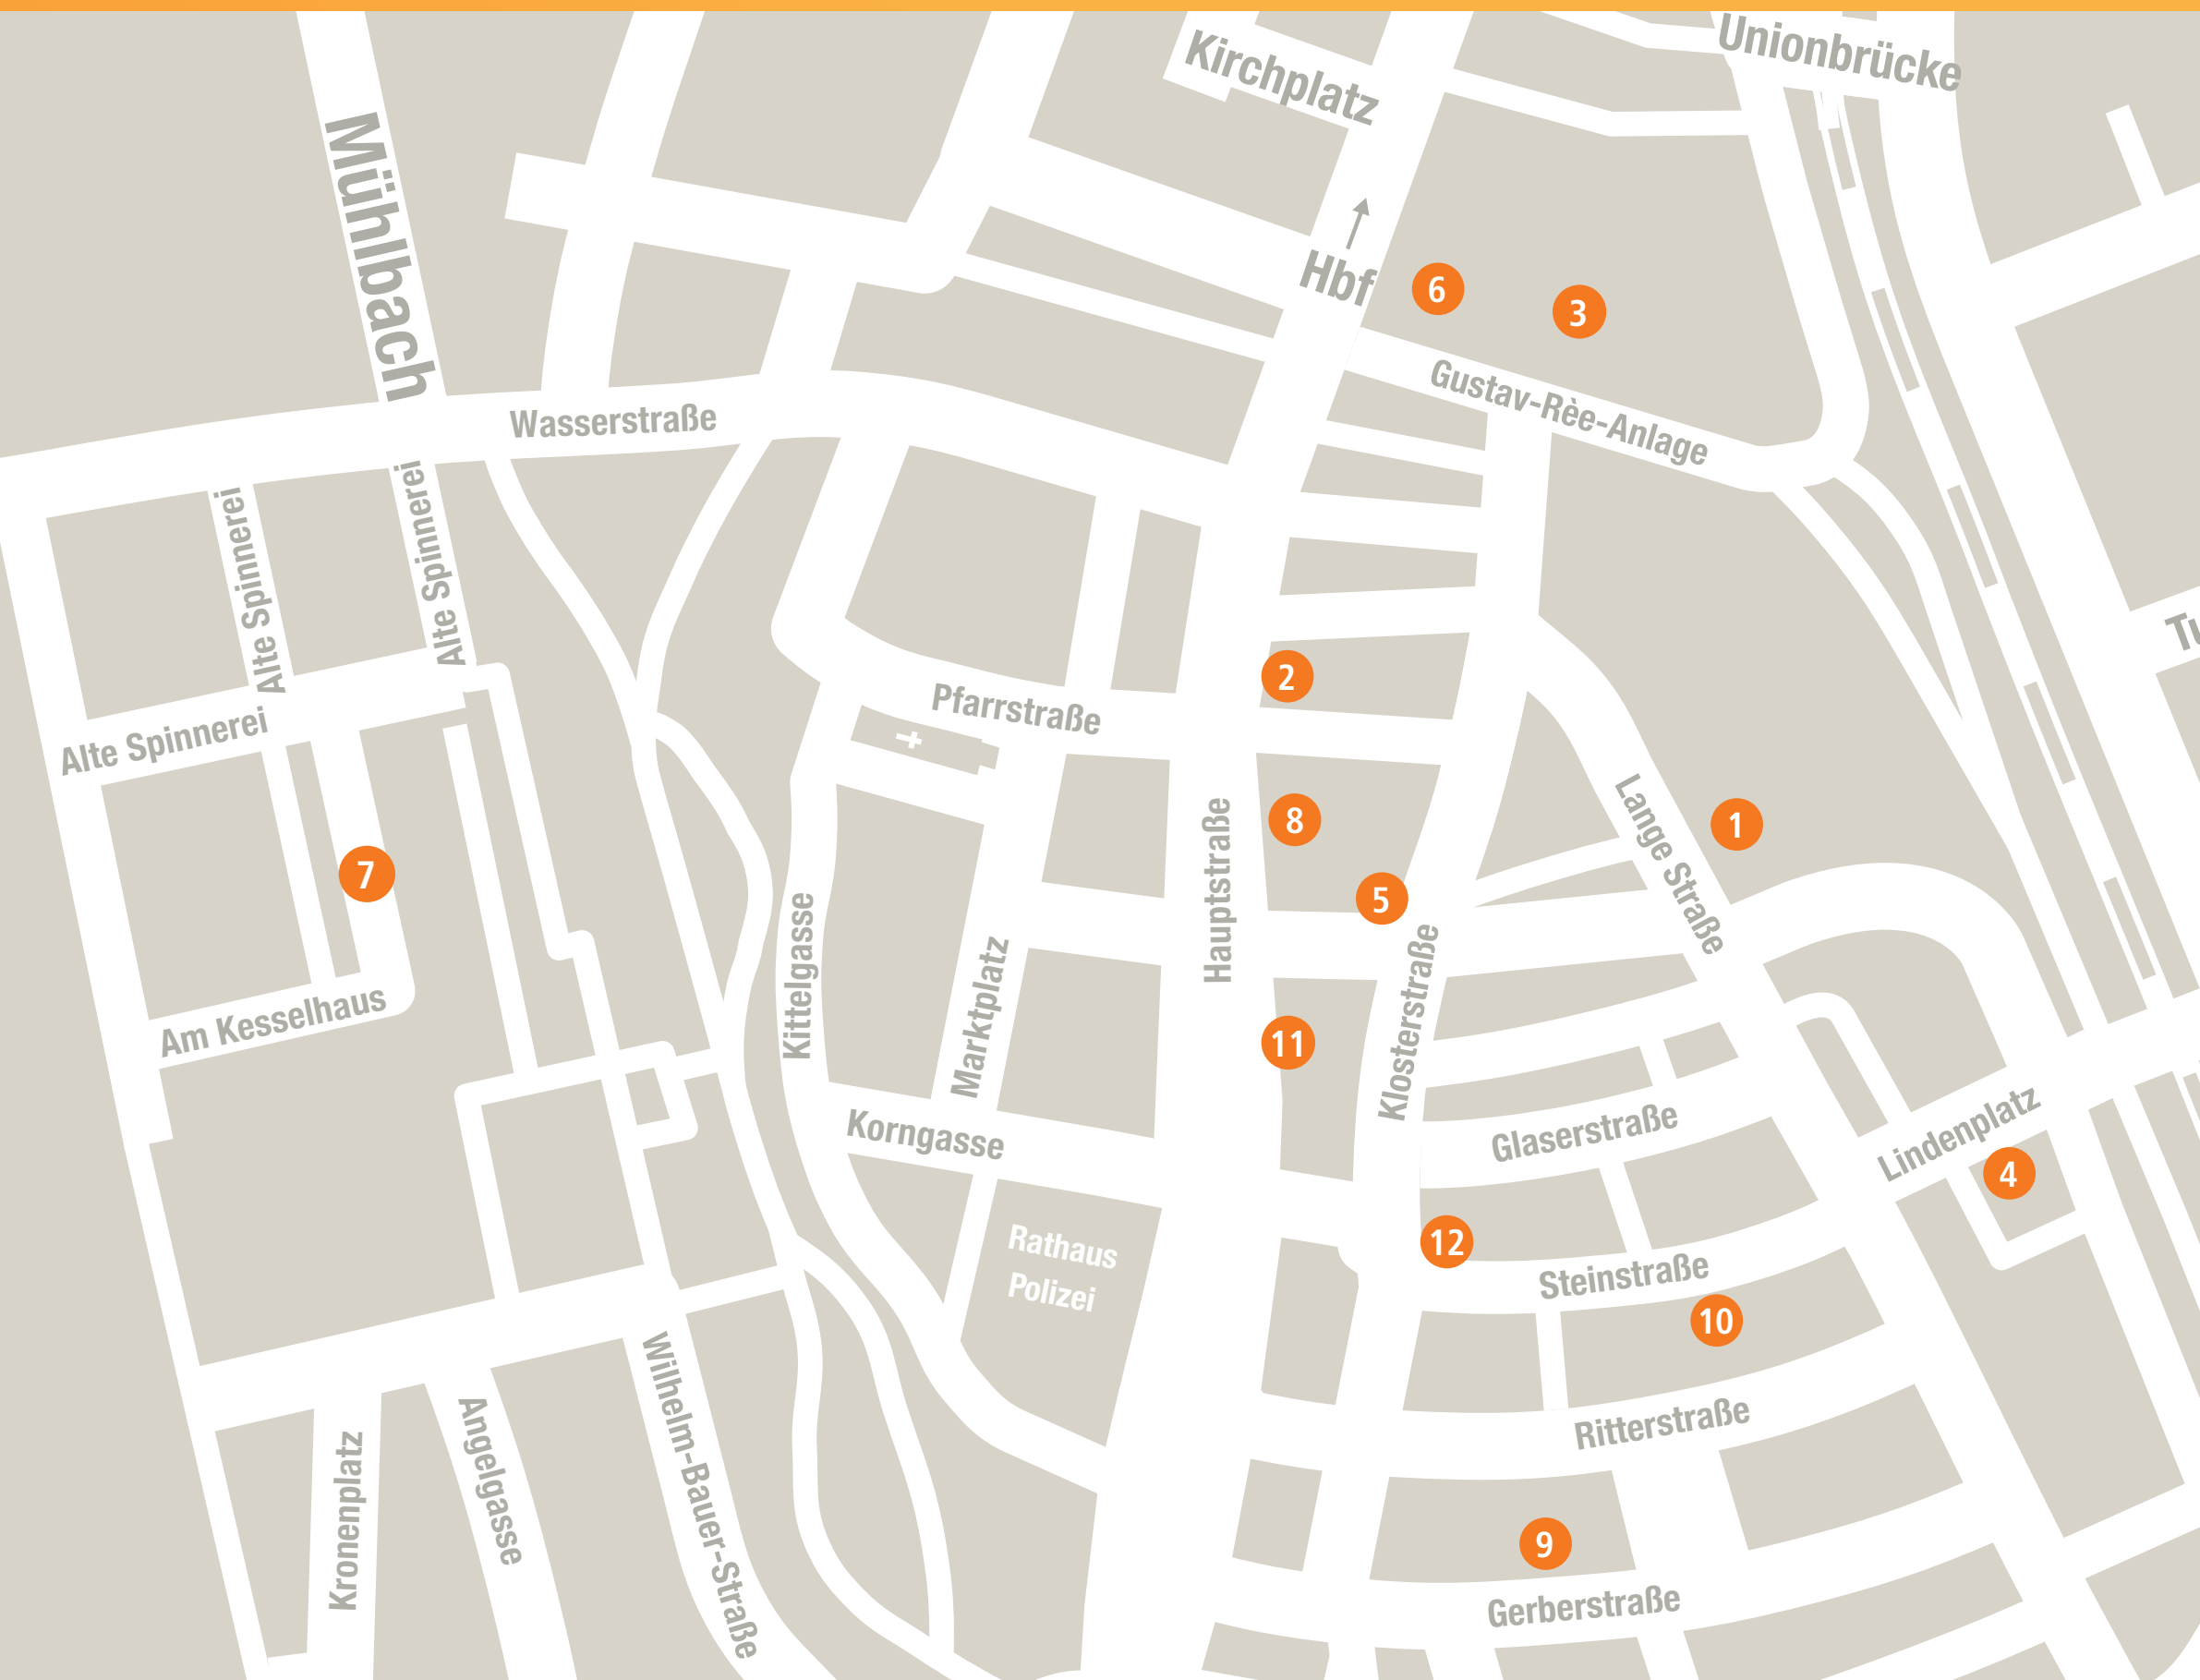 Unionbrücke
Kirchplatz
Mühlbach
Hbf
6
3
Gustav-Rèe-Anlage
Wasserstraße
Alte Spinnerei
Alte Spinnerei
2
Pfarrstraße
Alte Spinnerei
8
1
Lange Straße
7
5
Hauptstraße
Kittelgasse
Marktplatz
Klosterstraße
Am Kesselhaus
11
Korngasse
Glaserstraße
Lindenplatz
4
Rathaus
Polizei
12
Steinstraße
10
Ritterstraße
Kronenplatz
Angelgasse
Wilhelm-Bauer-Straße
9
Gerberstraße